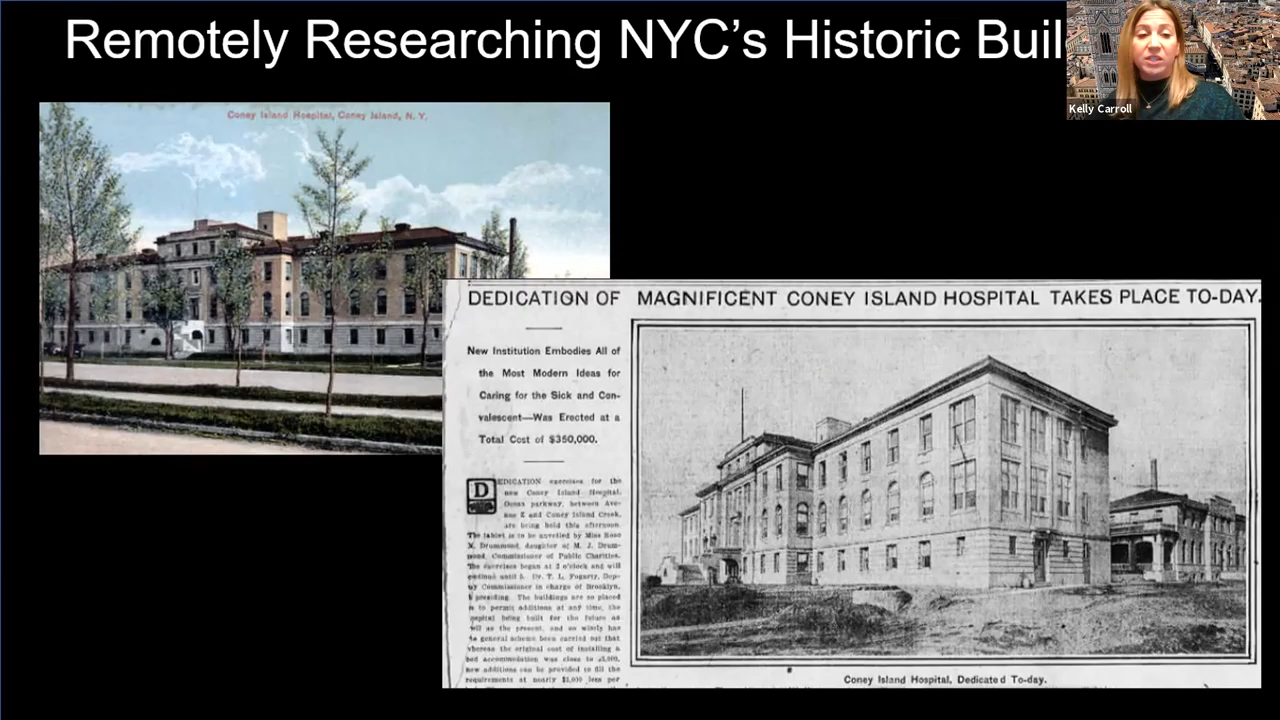 Remotely Researching NYC's Historic Buil
Kelly Carroll
Coney Island Hospital, Coney Island, N. Y.
DEDICATION OF MAGNIFICENT CONEY ISLAND HOSPITAL TAKES PLACE TO-DAY.
New Institution Embodies All of
the Most Modern Ideas for
Caring for the Sick and Con-
valescent—Was Erected at a
Total Cost of $350,000.
DEDICATION exercises for the
new Coney Island Hospital,
Ocean parkway, between Ave-
nue Z and Coney Island Creek,
are being held this afternoon.
The tablet is to be unveiled by Miss Rose
N. Drummond, daughter of M. J. Drum-
mond, Commissioner of Public Charities.
The exercises began at 2 o'clock and will
continue until 5. Dr. T. L. Fogarty, Dep-
uty Commissioner in charge of Brooklyn,
presiding. The buildings are so placed
to permit additions at any time, the
hospital being built for the future as
well as the present, and so wisely has
general scheme been carried out that
whereas the original cost of installing a
bed accommodation was close to
new additions can be provided to fill the
requirements at nearly $1,000 less per
Coney Island Hospital, Dedicated To-day.